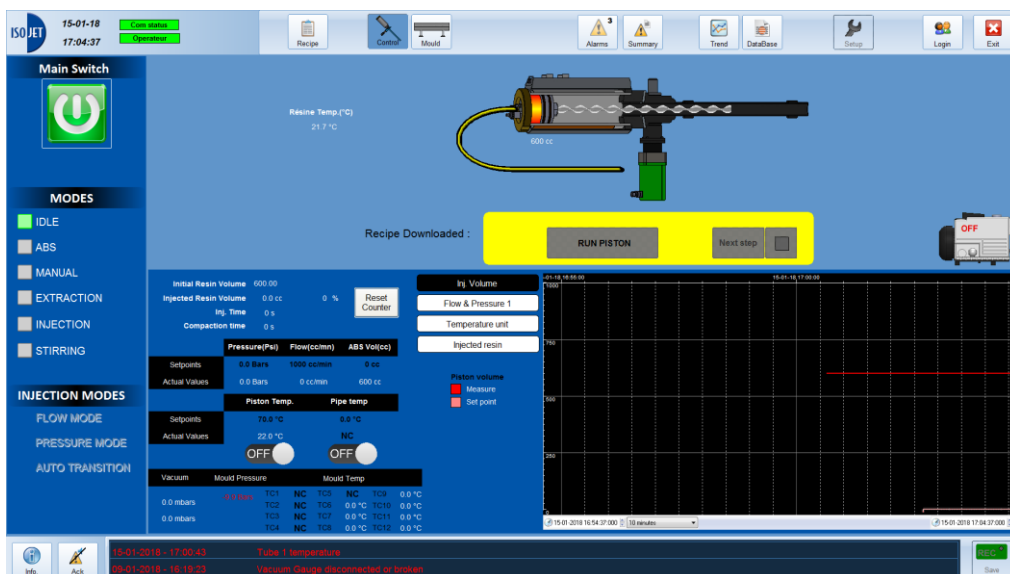 ISOJET
15-01-18
17:04:37
Com status
Operateur
Recipe
Control
Mould
3
Alarms
Summary
Trend
DataBase
Setup
Login
Exit
Main Switch
Résine Temp.(°C)
21.7 °C
600 cc
MODES
IDLE
ABS
MANUAL
EXTRACTION
INJECTION
STIRRING
Recipe Downloaded :
RUN PISTON
Next step
OFF
Initial Resin Volume 600.00
Injected Resin Volume 0.0 cc 0 %
Inj. Time 0 s
Compaction time 0 s
Reset
Counter
Pressure(Psi) Flow(cc/mn) ABS Vol(cc)
Setpoints 0.0 Bars 1000 cc/min 0 cc
Actual Values 0.0 Bars 0 cc/min 600 cc
Piston Temp. Pipe temp
Setpoints 70.0 °C 0.0 °C
Actual Values 22.0 °C NC
OFF OFF
Vacuum Mould Pressure Mould Temp
0.0 mbars
0.0 mbars
TC1 NC TC5 NC TC9 0.0 °C
TC2 NC TC6 0.0 °C TC10 0.0 °C
TC3 NC TC7 0.0 °C TC11 0.0 °C
TC4 NC TC8 0.0 °C TC12 0.0 °C
INJECTION MODES
FLOW MODE
PRESSURE MODE
AUTO TRANSITION
Inj. Volume
Flow & Pressure 1
Temperature unit
Injected resin
Piston volume
Measure
Set point
-01-18 16:55:00
15-01-18 17:00:00
1000
750
500
250
0
15-01-2018 16:54:37:000
10 minutes
15-01-2018 17:04:37:000
Info.
Ack
15-01-2018 - 17:00:43 Tube 1 temperature
09-01-2018 - 16:19:23 Vacuum Gauge disconnected or broken
REC
Save